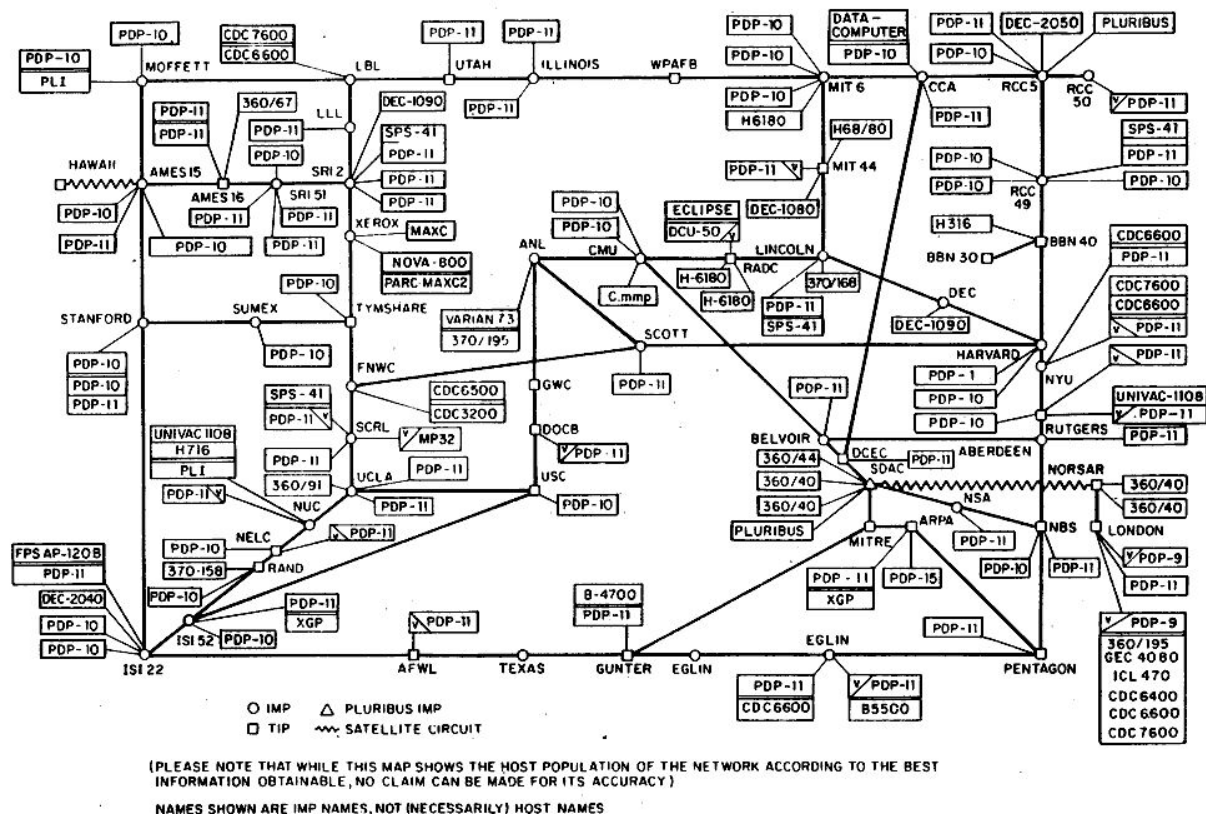 PDP-10
CDC 7600
CDC 6600
PDP-11
PDP-11
PDP-10
PDP-10
DATA-
COMPUTER
PDP-10
PDP-11
PDP-10
DEC-2050
PLURIBUS
PDP-10
PLI
MOFFETT
LBL
UTAH
ILLINOIS
WPAFB
MIT 6
CCA
RCC 5
RCC
50
PDP-11
PDP-10
H6180
PDP-11
V PDP-11
PDP-11
PDP-11
360/67
LLL
PDP-11
DEC-1090
SPS-41
PDP-11
PDP-11
PDP-11
H68/80
MIT 44
PDP-11 V
DEC-1080
SPS-41
PDP-11
PDP-10
PDP-10
PDP-10
RCC
49
HAWAII
AMES 15
AMES 16
PDP-10
SRI 51
SRI 2
PDP-10
PDP-11
PDP-10
PDP-11
PDP-11
XEROX
MAXC
NOVA-800
PARC-MAXC2
ANL
PDP-10
PDP-10
CMU
C.mmp
ECLIPSE
DCU-50 V
RADC
H-6180
H-6180
LINCOLN
370/168
PDP-11
SPS-41
H316
BBN 40
BBN 30
CDC6600
PDP-11
CDC7600
CDC6600
V PDP-11
V PDP-11
DEC
DEC-1090
STANFORD
SUMEX
PDP-10
TYMSHARE
PDP-10
PDP-10
PDP-10
PDP-11
VARIAN 73
370/195
SCOTT
PDP-11
HARVARD
PDP-1
PDP-10
NYU
PDP-10
FNWC
CDC6500
CDC3200
GWC
SPS-41
PDP-11 V
SCRL
V MP32
PDP-11
DOCB
V PDP-11
PDP-11
BELVOIR
UNIVAC-1108
V PDP-11
RUTGERS
PDP-11
ABERDEEN
UNIVAC 1108
H716
PLI
PDP-11 V
NUC
360/91
UCLA
PDP-11
PDP-11
USC
PDP-10
360/44
360/40
360/40
PLURIBUS
DCEC
PDP-11
SDAC
NSA
PDP-11
NORSAR
360/40
360/40
LONDON
V PDP-9
PDP-11
NBS
PDP-10
PDP-11
MITRE
ARPA
PDP-11
XGP
PDP-15
NELC
PDP-10
V PDP-11
370-158
RAND
PDP-10
FPS AP-120B
PDP-11
DEC-2040
PDP-10
PDP-10
ISI 22
ISI 52
PDP-11
XGP
PDP-10
V PDP-11
AFWL
TEXAS
B-4700
PDP-11
GUNTER
EGLIN
EGLIN
PDP-11
CDC6600
V PDP-11
B5500
PDP-11
PENTAGON
V PDP-9
360/195
GEC 4080
ICL 470
CDC6400
CDC6600
CDC7600
IMP
PLURIBUS IMP
TIP
SATELLITE CIRCUIT
(PLEASE NOTE THAT WHILE THIS MAP SHOWS THE HOST POPULATION OF THE NETWORK ACCORDING TO THE BEST
INFORMATION OBTAINABLE, NO CLAIM CAN BE MADE FOR ITS ACCURACY)
NAMES SHOWN ARE IMP NAMES, NOT (NECESSARILY) HOST NAMES